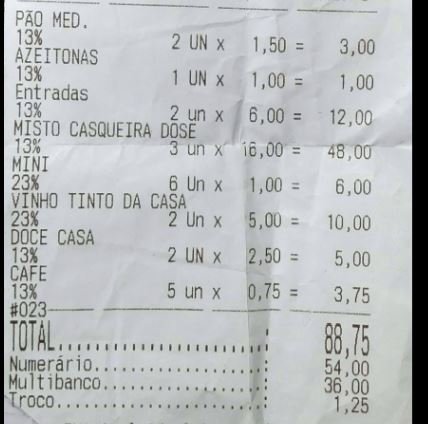 PÃO MED.
13% 2 UN x 1,50 = 3,00
AZEITONAS
13% 1 UN x 1,00 = 1,00
Entradas
13% 2 un x 6,00 = 12,00
MISTO CASQUEIRA DOSE
13% 3 un x 16,00 = 48,00
MINI
23% 6 Un x 1,00 = 6,00
VINHO TINTO DA CASA
23% 2 Un x 5,00 = 10,00
DOCE CASA
13% 2 UN x 2,50 = 5,00
CAFE
13% 5 un x 0,75 = 3,75
#023
TOTAL......................: 88,75
Numerário..................: 54,00
Multibanco.................: 36,00
Troco......................: 1,25